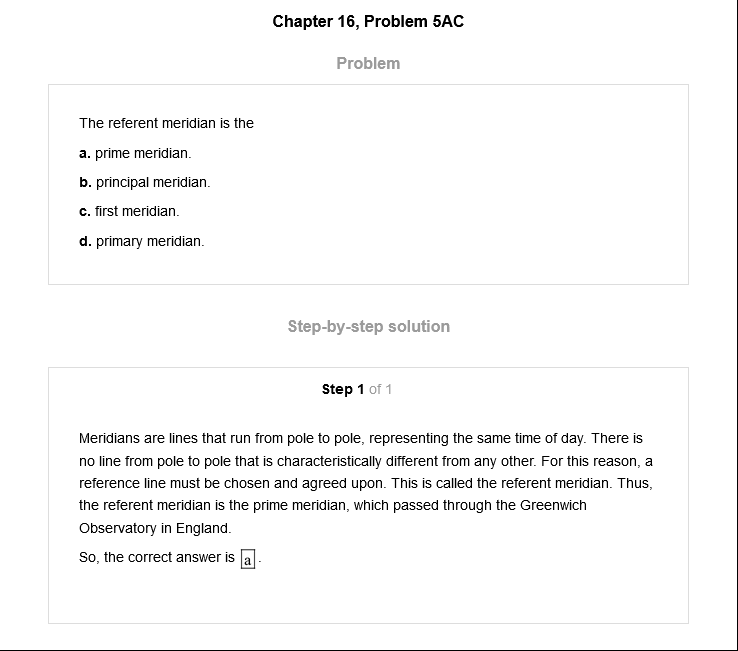 Chapter 16, Problem 5AC
Problem
The referent meridian is the
a. prime meridian.
b. principal meridian.
c. first meridian.
d. primary meridian.
Step-by-step solution
Step 1 of 1
Meridians are lines that run from pole to pole, representing the same time of day. There is
no line from pole to pole that is characteristically different from any other. For this reason, a
reference line must be chosen and agreed upon. This is called the referent meridian. Thus,
the referent meridian is the prime meridian, which passed through the Greenwich
Observatory in England.
So, the correct answer is a.